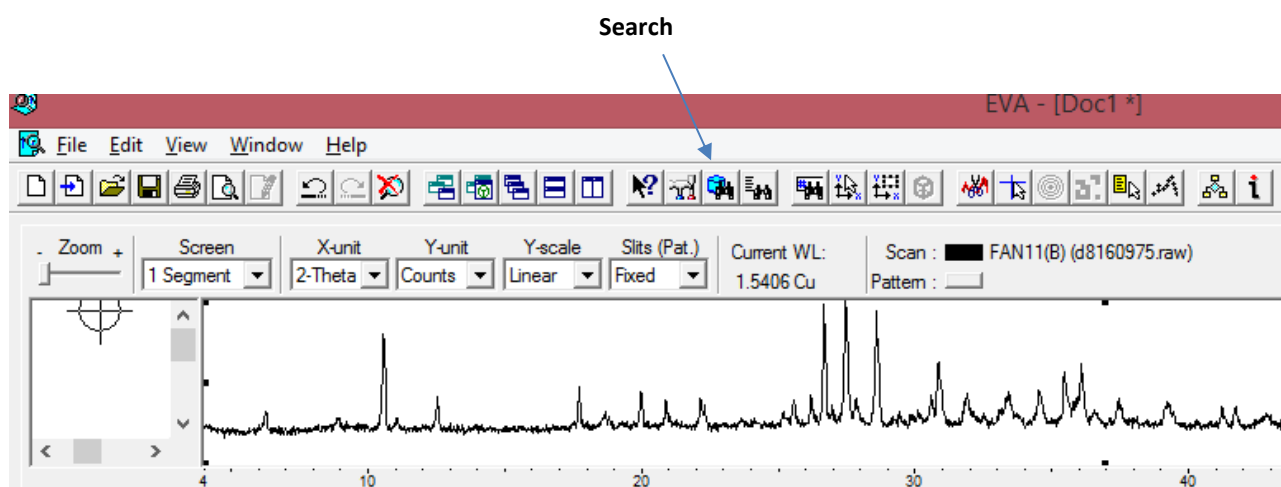 Search
EVA - [Doc1 *]
File Edit View Window Help
- Zoom + Screen X-unit Y-unit Y-scale Slits (Pat.) Current WL: Scan : FAN11(B) (d8160975.raw)
1 Segment 2-Theta Counts Linear Fixed 1.5406 Cu Pattern :
4 10 20 30 40